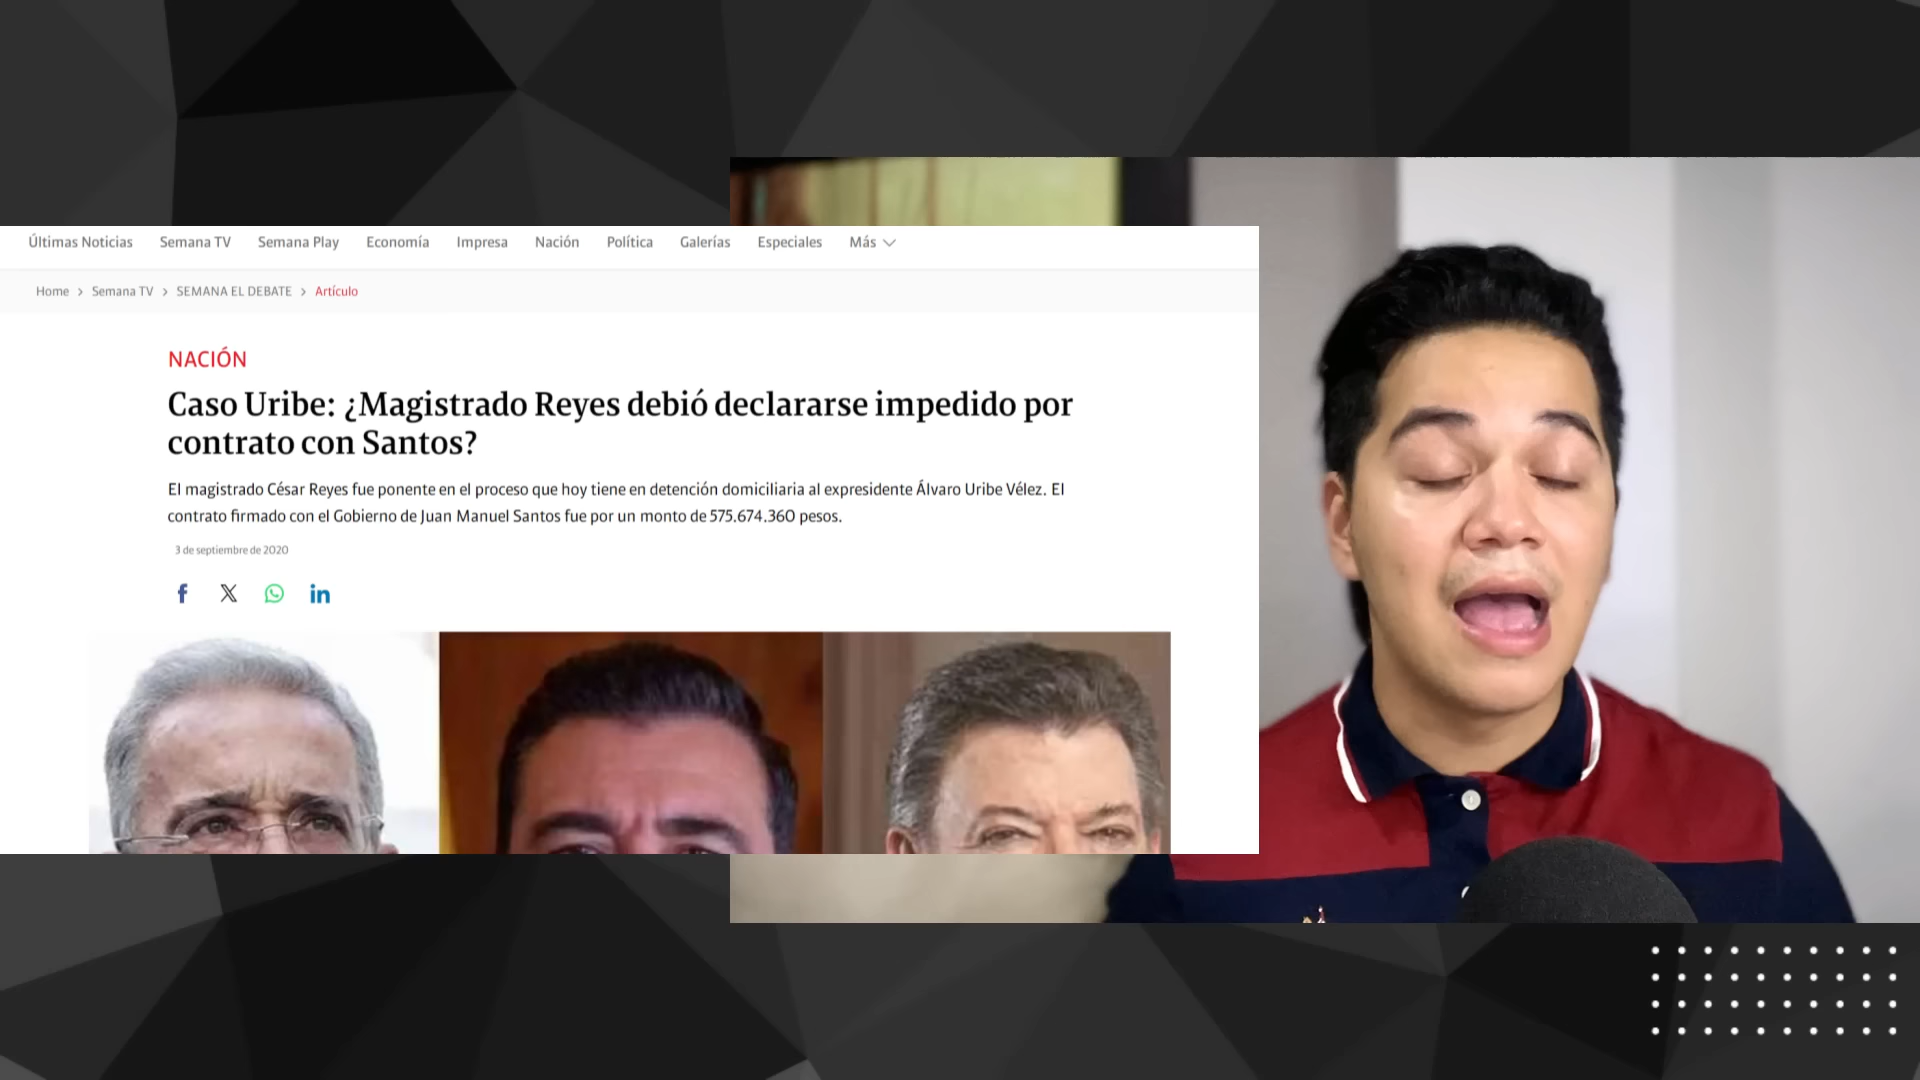 Últimas Noticias Semana TV Semana Play Economía Impresa Nación Política Galerías Especiales Más
Home > Semana TV > SEMANA EL DEBATE > Artículo
NACIÓN
Caso Uribe: ¿Magistrado Reyes debió declararse impedido por
contrato con Santos?
El magistrado César Reyes fue ponente en el proceso que hoy tiene en detención domiciliaria al expresidente Álvaro Uribe Vélez. El
contrato firmado con el Gobierno de Juan Manuel Santos fue por un monto de 575.674.360 pesos.
3 de septiembre de 2020